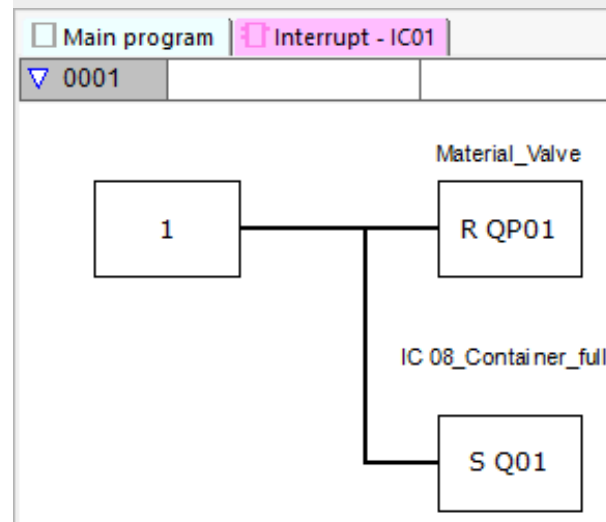 Main program
Interrupt - IC01
0001
Material_Valve
1
R QP01
IC 08_Container_full
S Q01